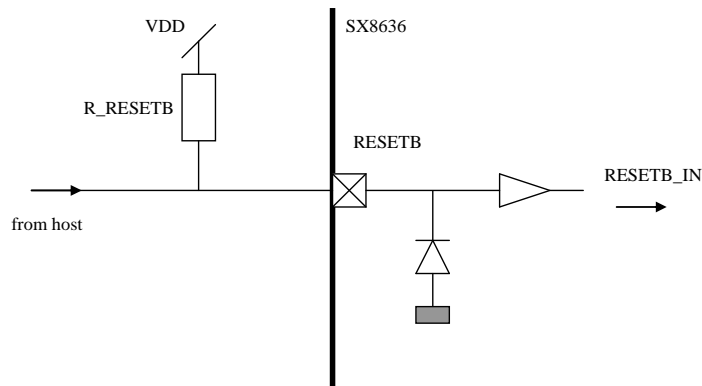 VDD
SX8636
R_RESETB
RESETB
RESETB_IN
from host